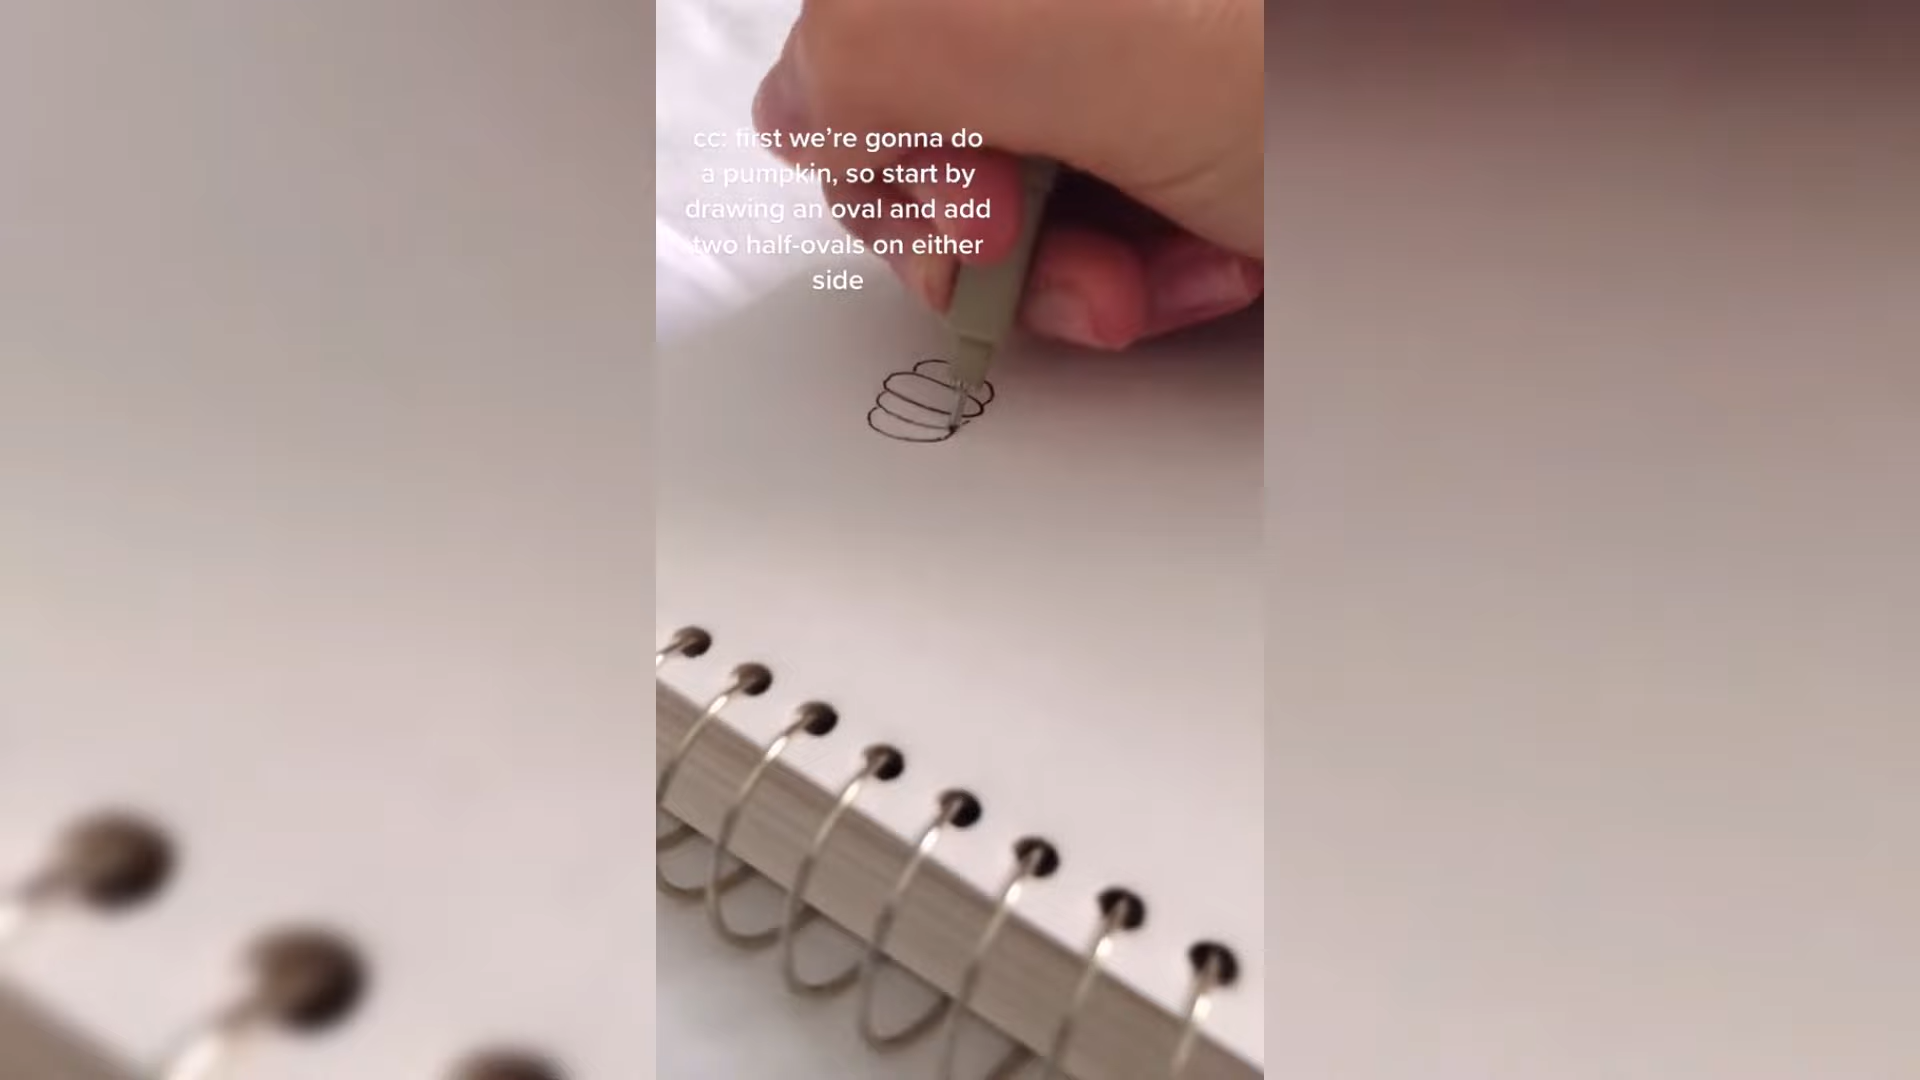 cc: first we’re gonna do
a pumpkin, so start by
drawing an oval and add
two half-ovals on either
side